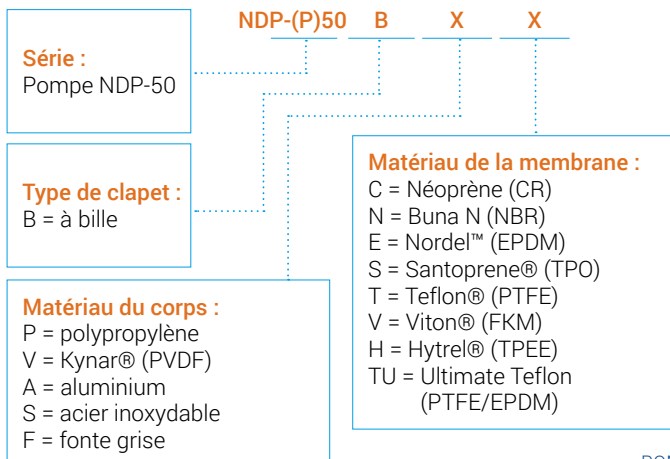 NDP-(P)50 B X X
Série :
Pompe NDP-50
Type de clapet :
B = à bille
Matériau du corps :
P = polypropylène
V = Kynar® (PVDF)
A = aluminium
S = acier inoxydable
F = fonte grise
Matériau de la membrane :
C = Néoprène (CR)
N = Buna N (NBR)
E = Nordel™ (EPDM)
S = Santoprene® (TPO)
T = Teflon® (PTFE)
V = Viton® (FKM)
H = Hytrel® (TPEE)
TU = Ultimate Teflon
(PTFE/EPDM)